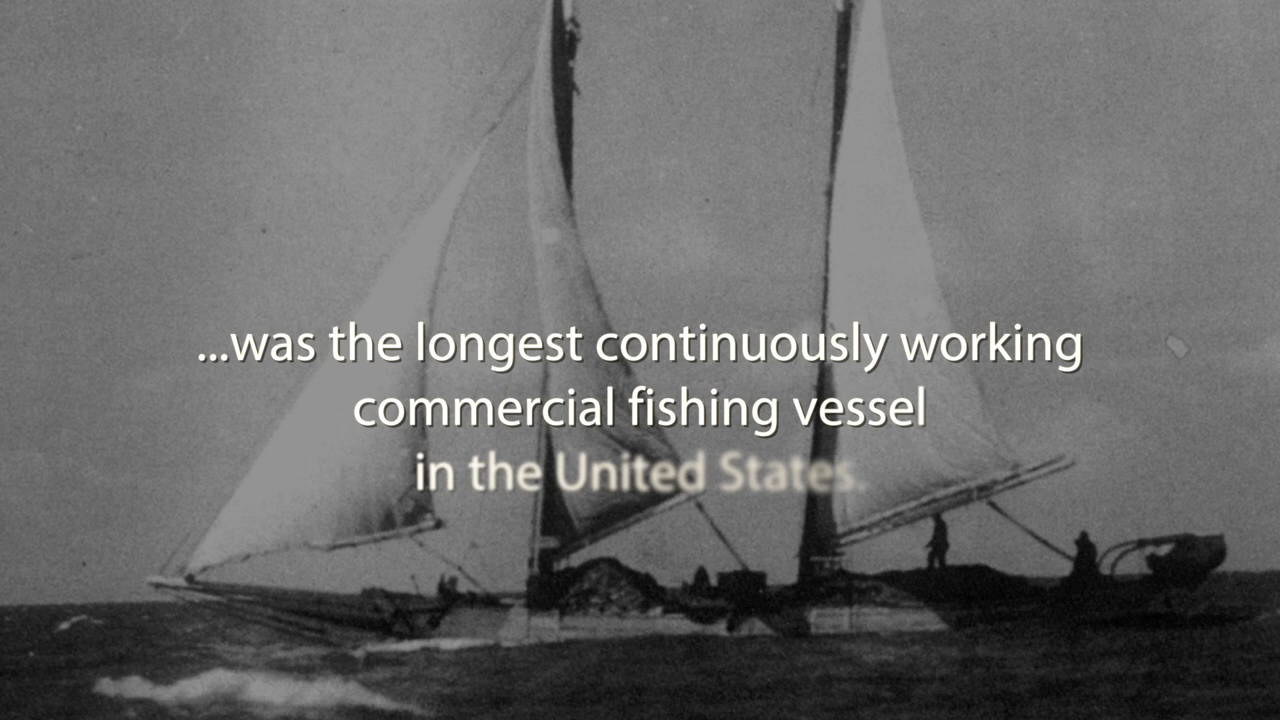 ...was the longest continuously working
commercial fishing vessel
in the United States.